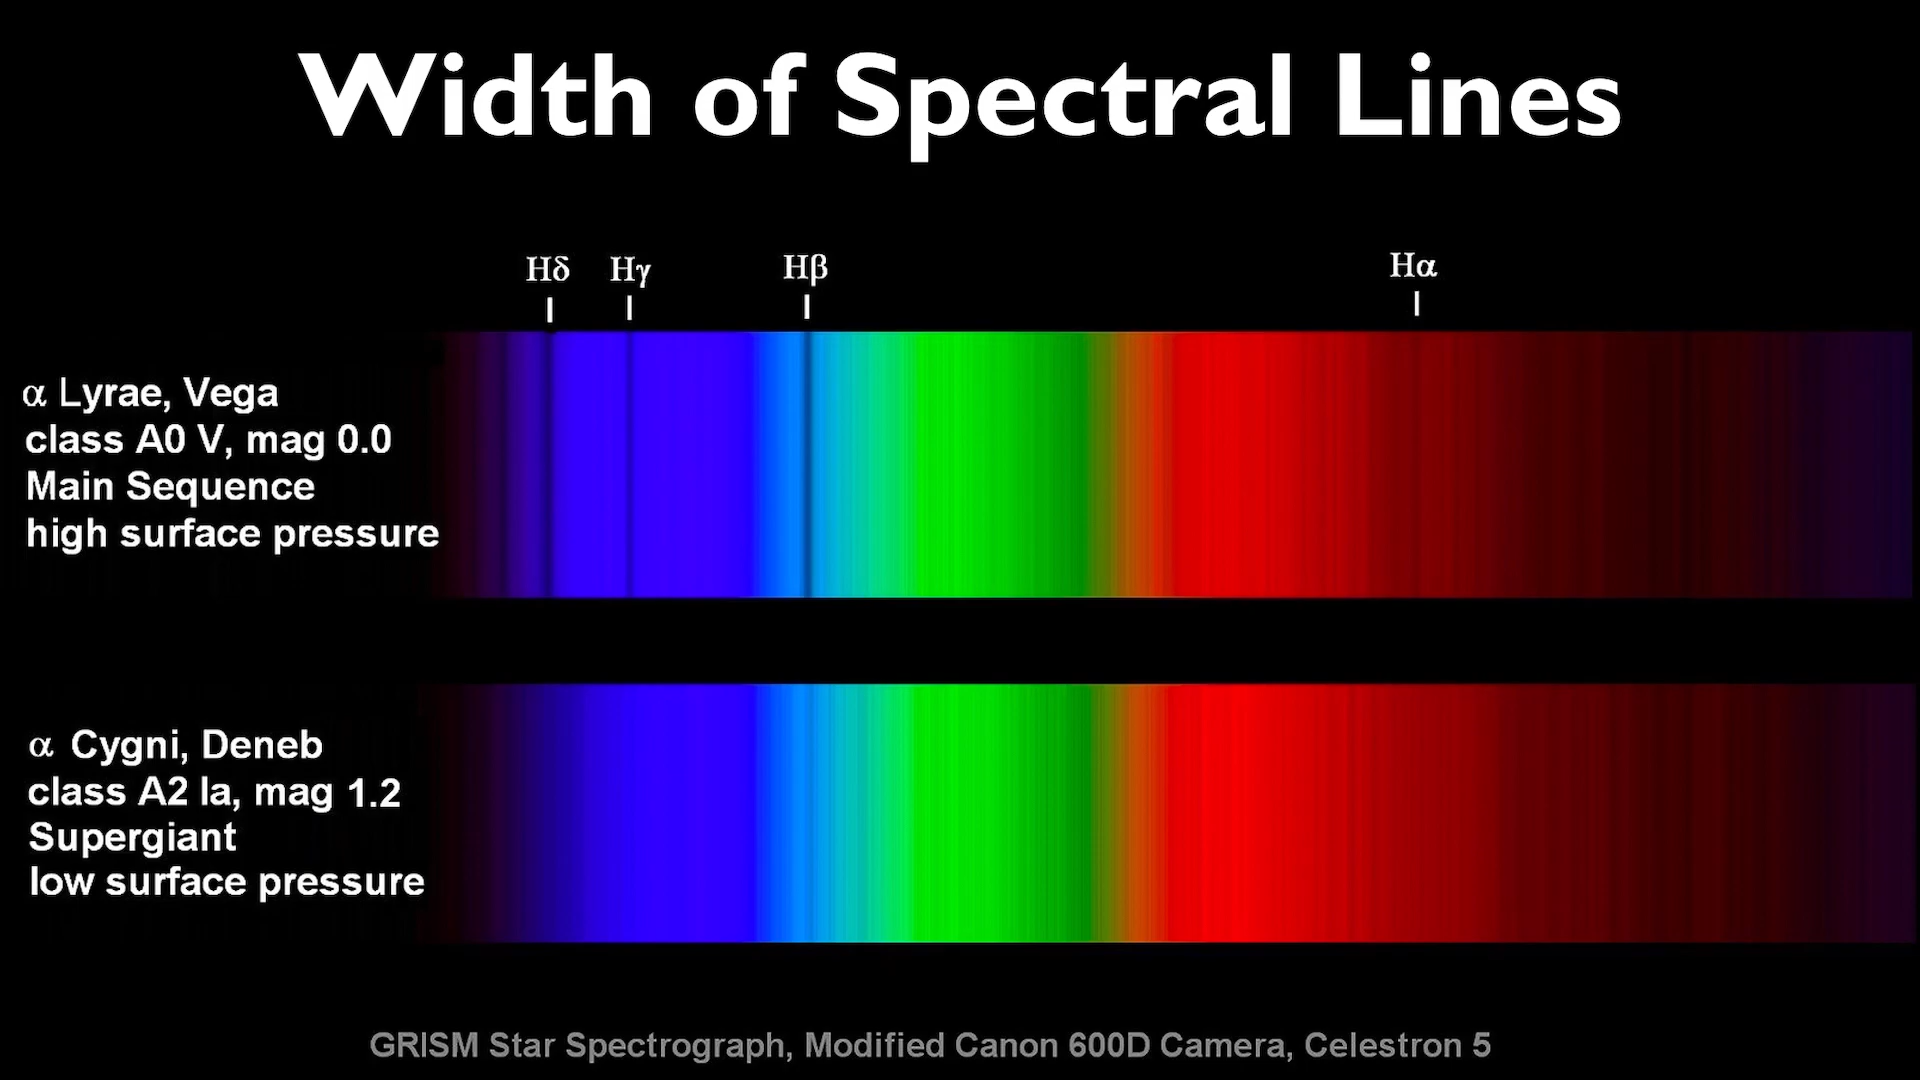 Width of Spectral Lines
Hδ Hγ Hβ Hα
α Lyrae, Vega
class A0 V, mag 0.0
Main Sequence
high surface pressure
α Cygni, Deneb
class A2 Ia, mag 1.2
Supergiant
low surface pressure
GRISM Star Spectrograph, Modified Canon 600D Camera, Celestron 5